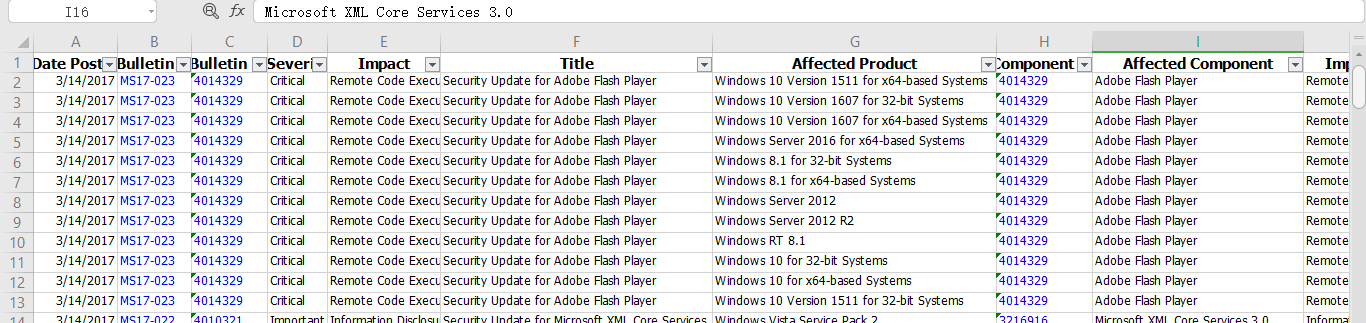 I16 fx Microsoft XML Core Services 3.0
A B C D E F G H I
1 Date Post Bulletin Bulletin Severi Impact Title Affected Product Component Affected Component Imp
2 3/14/2017 MS17-023 4014329 Critical Remote Code Execu Security Update for Adobe Flash Player Windows 10 Version 1511 for x64-based Systems 4014329 Adobe Flash Player Remote
3 3/14/2017 MS17-023 4014329 Critical Remote Code Execu Security Update for Adobe Flash Player Windows 10 Version 1607 for 32-bit Systems 4014329 Adobe Flash Player Remote
4 3/14/2017 MS17-023 4014329 Critical Remote Code Execu Security Update for Adobe Flash Player Windows 10 Version 1607 for x64-based Systems 4014329 Adobe Flash Player Remote
5 3/14/2017 MS17-023 4014329 Critical Remote Code Execu Security Update for Adobe Flash Player Windows Server 2016 for x64-based Systems 4014329 Adobe Flash Player Remote
6 3/14/2017 MS17-023 4014329 Critical Remote Code Execu Security Update for Adobe Flash Player Windows 8.1 for 32-bit Systems 4014329 Adobe Flash Player Remote
7 3/14/2017 MS17-023 4014329 Critical Remote Code Execu Security Update for Adobe Flash Player Windows 8.1 for x64-based Systems 4014329 Adobe Flash Player Remote
8 3/14/2017 MS17-023 4014329 Critical Remote Code Execu Security Update for Adobe Flash Player Windows Server 2012 4014329 Adobe Flash Player Remote
9 3/14/2017 MS17-023 4014329 Critical Remote Code Execu Security Update for Adobe Flash Player Windows Server 2012 R2 4014329 Adobe Flash Player Remote
10 3/14/2017 MS17-023 4014329 Critical Remote Code Execu Security Update for Adobe Flash Player Windows RT 8.1 4014329 Adobe Flash Player Remote
11 3/14/2017 MS17-023 4014329 Critical Remote Code Execu Security Update for Adobe Flash Player Windows 10 for 32-bit Systems 4014329 Adobe Flash Player Remote
12 3/14/2017 MS17-023 4014329 Critical Remote Code Execu Security Update for Adobe Flash Player Windows 10 for x64-based Systems 4014329 Adobe Flash Player Remote
13 3/14/2017 MS17-023 4014329 Critical Remote Code Execu Security Update for Adobe Flash Player Windows 10 Version 1511 for 32-bit Systems 4014329 Adobe Flash Player Remote
14 3/14/2017 MS17-022 4010321 Important Information Disclosu Security Update for Microsoft XML Core Services Windows Vista Service Pack 2 3216916 Microsoft XML Core Services 3.0 Informa